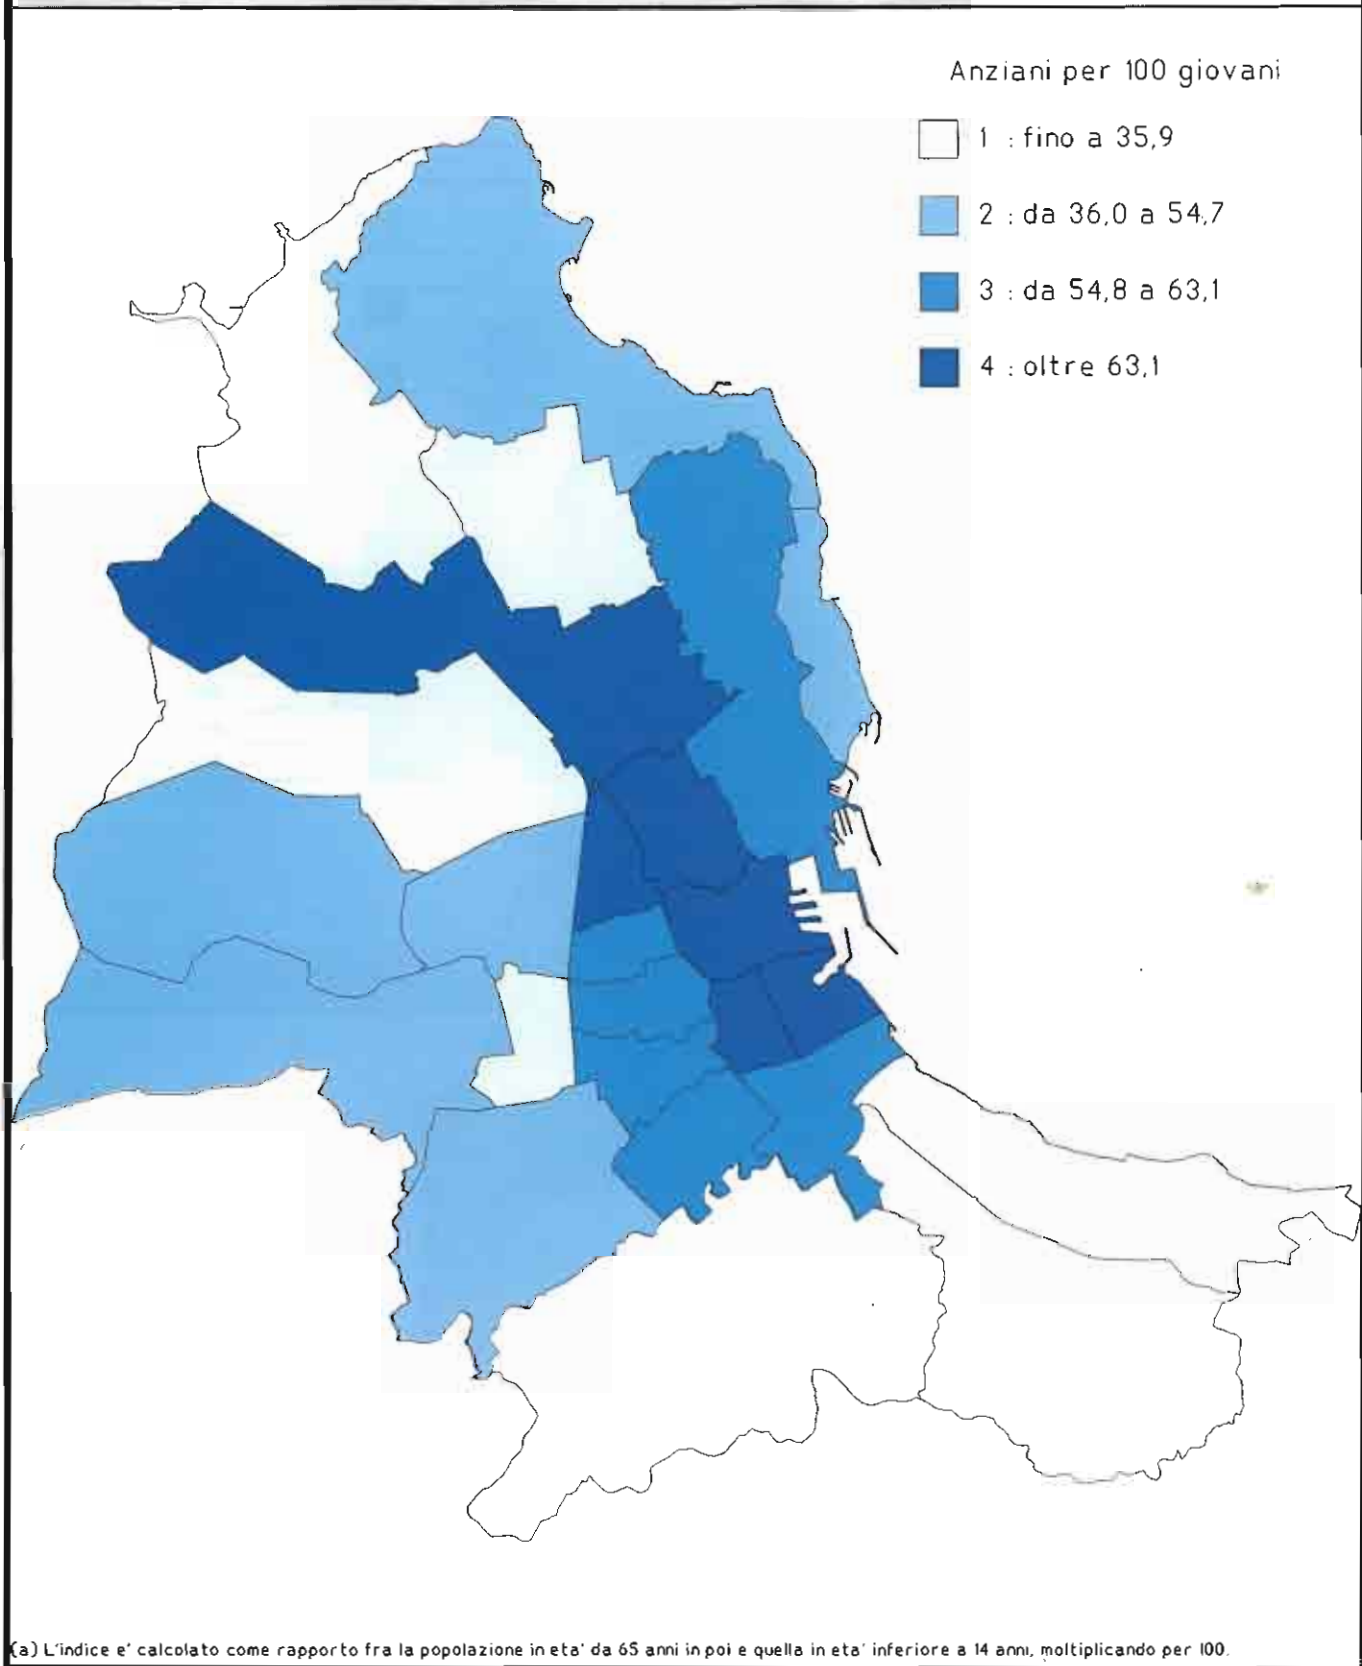 Anziani per 100 giovani
1 : fino a 35,9
2 : da 36,0 a 54,7
3 : da 54,8 a 63,1
4 : oltre 63,1
(a) L'indice e' calcolato come rapporto fra la popolazione in eta' da 65 anni in poi e quella in eta' inferiore a 14 anni, moltiplicando per 100.